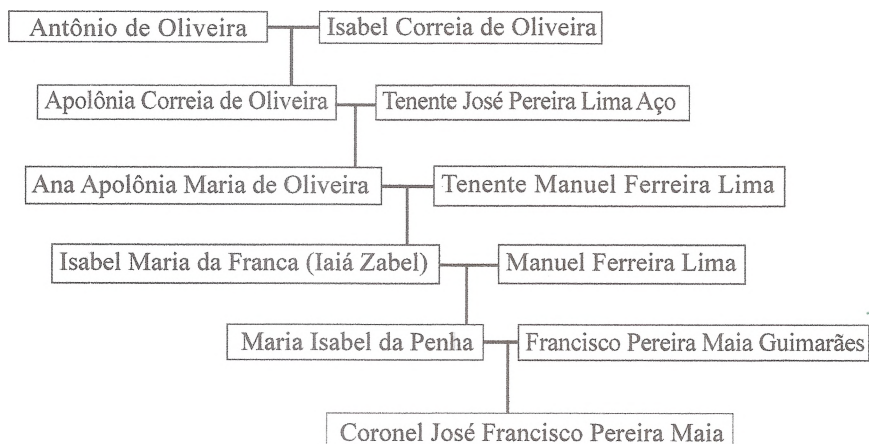 Antônio de Oliveira
Isabel Correia de Oliveira
Apolônia Correia de Oliveira
Tenente José Pereira Lima Aço
Ana Apolônia Maria de Oliveira
Tenente Manuel Ferreira Lima
Isabel Maria da Franca (Iaiá Zabel)
Manuel Ferreira Lima
Maria Isabel da Penha
Francisco Pereira Maia Guimarães
Coronel José Francisco Pereira Maia